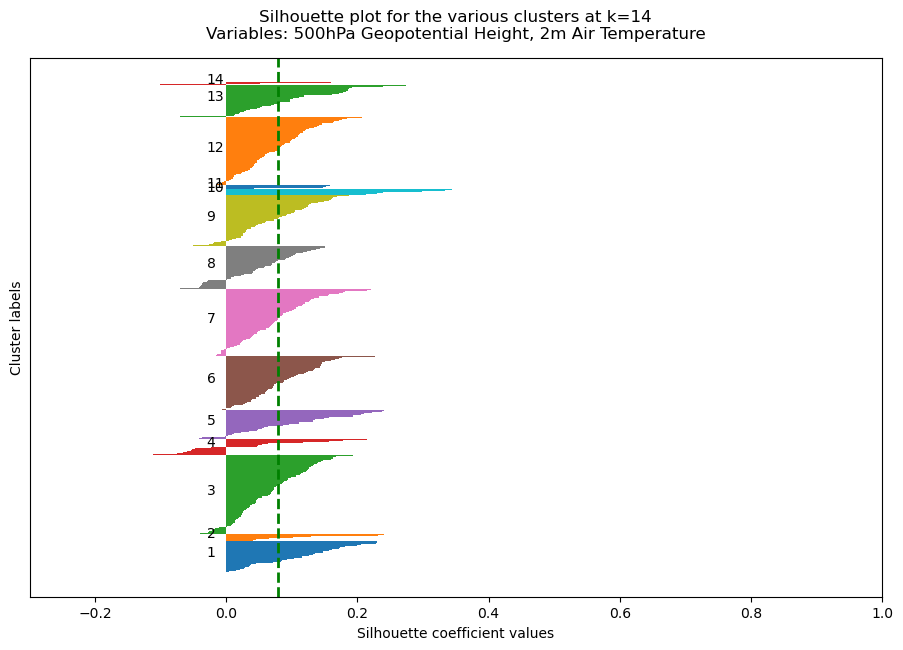 Silhouette plot for the various clusters at k=14
Variables: 500hPa Geopotential Height, 2m Air Temperature
Cluster labels
14
13
12
11
10
9
8
7
6
5
4
3
2
1
−0.2 0.0 0.2 0.4 0.6 0.8 1.0
Silhouette coefficient values